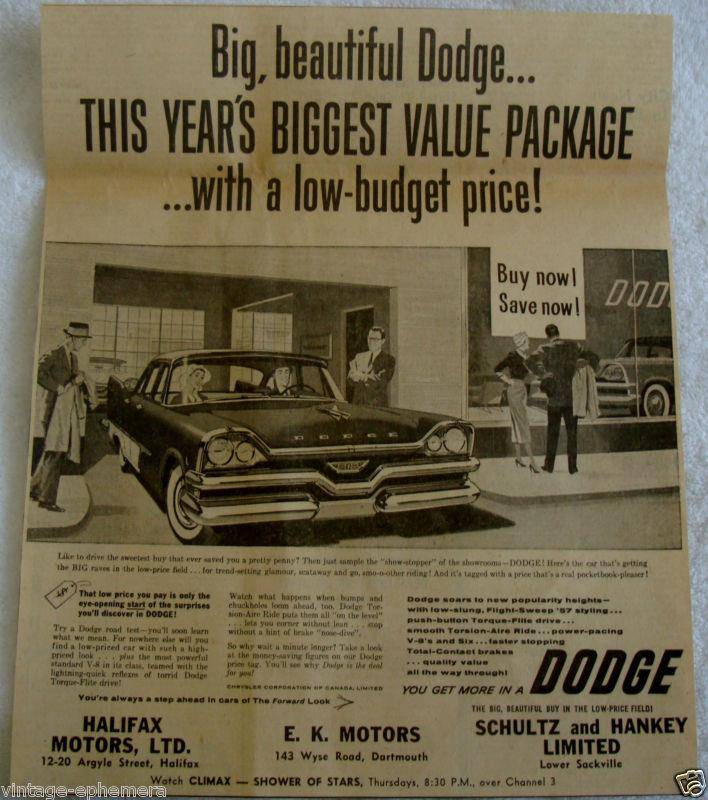 Big, beautiful Dodge...
THIS YEAR'S BIGGEST VALUE PACKAGE
...with a low-budget price!
Buy now!
Save now!
DOD
DODGE
Like to drive the sweetest buy that ever saved you a pretty penny? Then just sample the "show-stopper" of the showrooms—DODGE! Here's the car that's getting
the BIG raves in the low-price field . . . for trend-setting glamour, scataway and go, smo-o-other riding! And it's tagged with a price that's a real pocketbook-pleaser!
That low price you pay is only the
eye-opening start of the surprises
you'll discover in DODGE!
Try a Dodge road test—you'll soon learn
what we mean. For nowhere else will you
find a low-priced car with such a high-
priced look . . . plus the most powerful
standard V-8 in its class, teamed with the
lightning-quick reflexes of torrid Dodge
Torque-Flite drive!
Watch what happens when bumps and
chuckholes loom ahead, too. Dodge Tor-
sion-Aire Ride puts them all "on the level"
. . . lets you corner without lean . . . stop
without a hint of brake "nose-dive".
So why wait a minute longer? Take a look
at the money-saving figures on our Dodge
price tag. You'll see why Dodge is the deal
for you!
CHRYSLER CORPORATION OF CANADA, LIMITED
Dodge soars to new popularity heights—
with low-slung, Flight-Sweep '57 styling...
push-button Torque-Flite drive...
smooth Torsion-Aire Ride...power-pacing
V-8's and Six...faster stopping
Total-Contact brakes
...quality value
all the way through!
YOU GET MORE IN A DODGE
THE BIG, BEAUTIFUL BUY IN THE LOW-PRICE FIELD!
You're always a step ahead in cars of The Forward Look
HALIFAX
MOTORS, LTD.
12-20 Argyle Street, Halifax
E. K. MOTORS
143 Wyse Road, Dartmouth
SCHULTZ and HANKEY
LIMITED
Lower Sackville
Watch CLIMAX — SHOWER OF STARS, Thursdays, 8:30 P.M., over Channel 3
vintage-ephemera